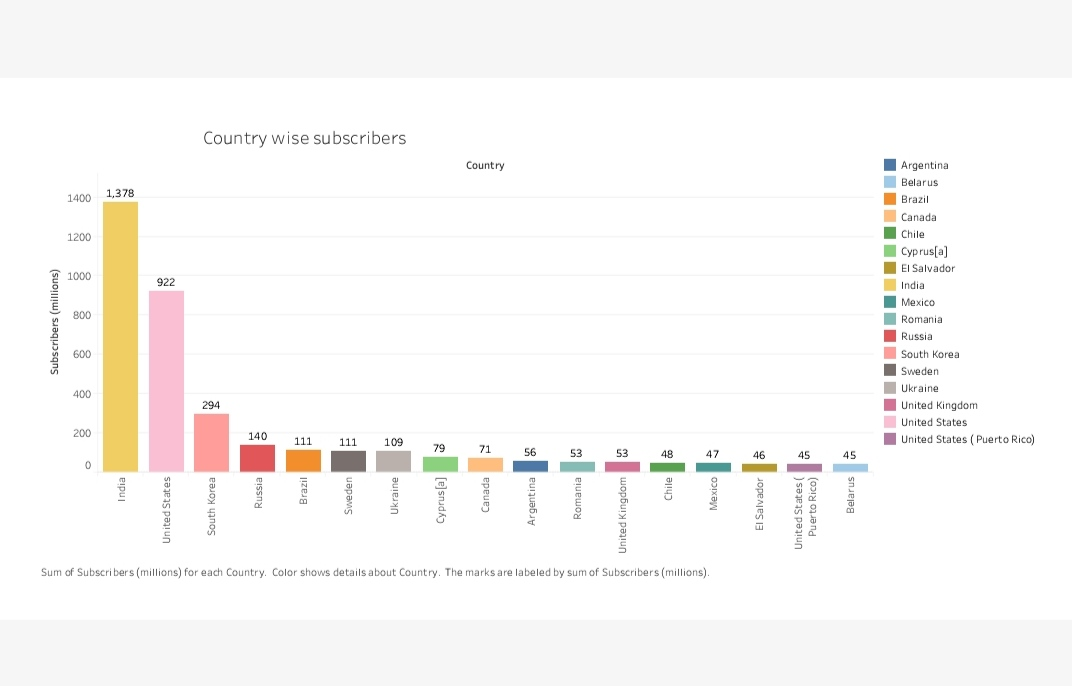 Country wise subscribers
Country
Subscribers (millions)
1400
1200
1000
800
600
400
200
0
1,378
922
294
140
111
111
109
79
71
56
53
53
48
47
46
45
45
India
United States
South Korea
Russia
Brazil
Sweden
Ukraine
Cyprus[a]
Canada
Argentina
Romania
United Kingdom
Chile
Mexico
El Salvador
United States (
Puerto Rico)
Belarus
Argentina
Belarus
Brazil
Canada
Chile
Cyprus[a]
El Salvador
India
Mexico
Romania
Russia
South Korea
Sweden
Ukraine
United Kingdom
United States
United States ( Puerto Rico)
Sum of Subscribers (millions) for each Country. Color shows details about Country. The marks are labeled by sum of Subscribers (millions).